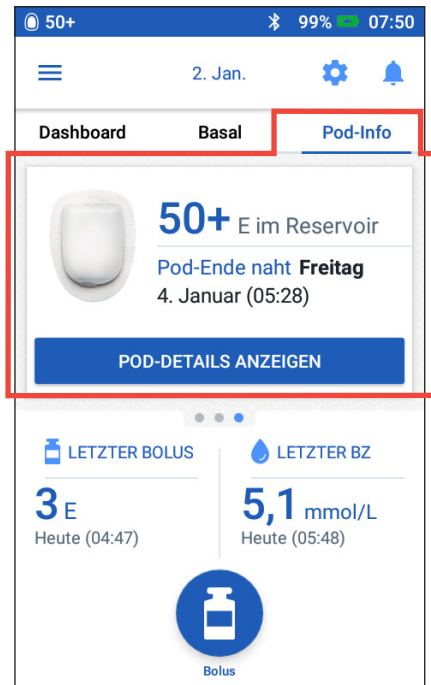 50+ 99% 07:50
2. Jan.
Dashboard Basal Pod-Info
50+ E im Reservoir
Pod-Ende naht Freitag
4. Januar (05:28)
POD-DETAILS ANZEIGEN
LETZTER BOLUS LETZTER BZ
3 E 5,1 mmol/L
Heute (04:47) Heute (05:48)
Bolus